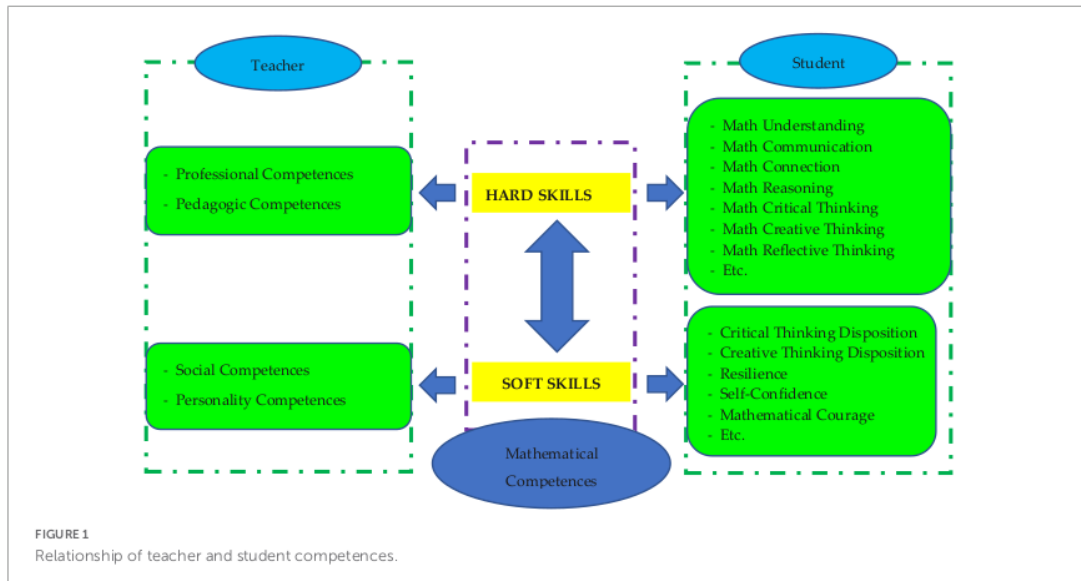 Teacher
- Professional Competences
- Pedagogic Competences
- Social Competences
- Personality Competences
HARD SKILLS
SOFT SKILLS
Mathematical
Competences
Student
- Math Understanding
- Math Communication
- Math Connection
- Math Reasoning
- Math Critical Thinking
- Math Creative Thinking
- Math Reflective Thinking
- Etc.
- Critical Thinking Disposition
- Creative Thinking Disposition
- Resilience
- Self-Confidence
- Mathematical Courage
- Etc.
FIGURE 1
Relationship of teacher and student competences.